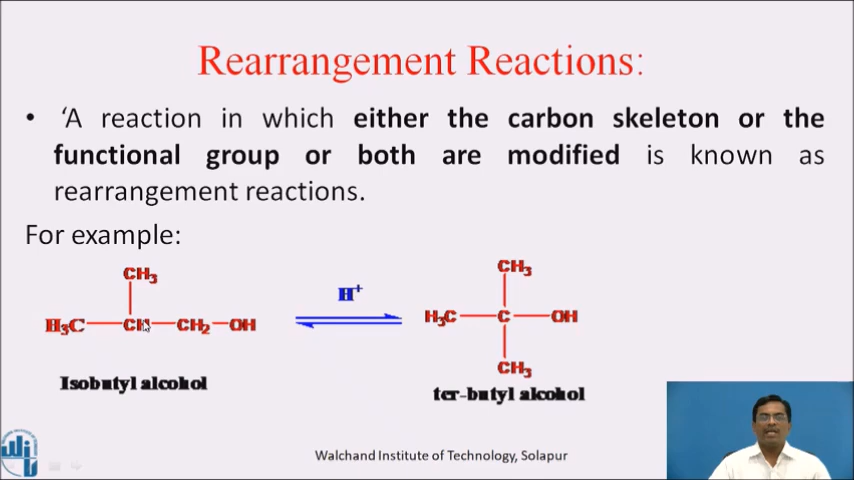 Rearrangement Reactions:
• ‘A reaction in which either the carbon skeleton or the
functional group or both are modified is known as
rearrangement reactions.
For example:
CH3
H3C—CH—CH2—OH
Isobutyl alcohol
H+
CH3
H3C—C—OH
CH3
ter-butyl alcohol
Walchand Institute of Technology, Solapur